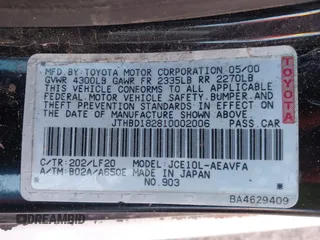 MFD. BY: TOYOTA MOTOR CORPORATION 05/00
GVWR 4300LB GAWR FR 2335LB RR 2270LB
THIS VEHICLE CONFORMS TO ALL APPLICABLE
FEDERAL MOTOR VEHICLE SAFETY, BUMPER, AND
THEFT PREVENTION STANDARDS IN EFFECT ON
THE DATE OF MANUFACTURE SHOWN ABOVE.
JTHBD182810002006 PASS CAR
TOYOTA
C/TR: 202/LF20 MODEL: JCE10L-AEAVFA
A/TM: B02A/A650E MADE IN JAPAN
NO. 903
BA4629409
DREAMBID